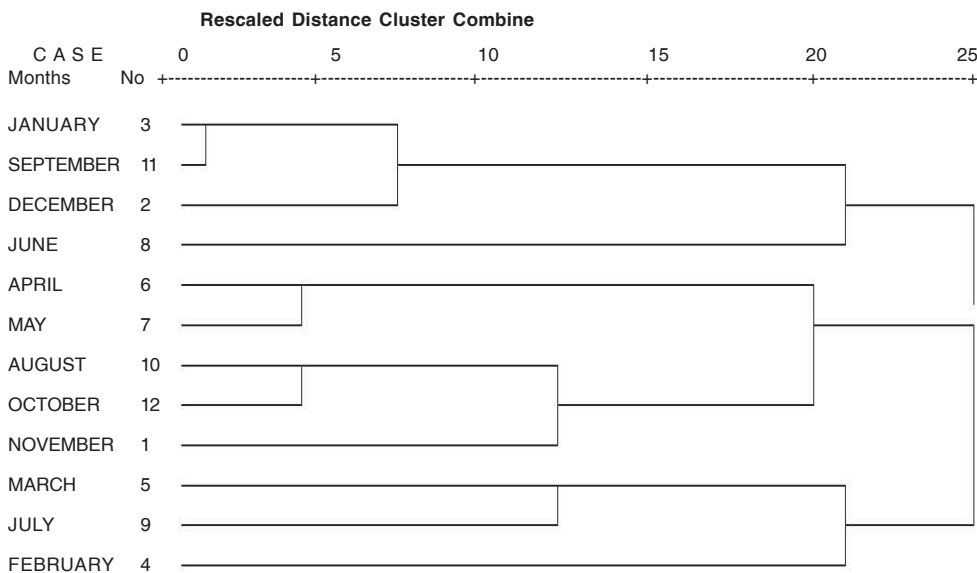 Rescaled Distance Cluster Combine
C A S E 0 5 10 15 20 25
Months No +---------+---------+---------+---------+---------+
JANUARY 3
SEPTEMBER 11
DECEMBER 2
JUNE 8
APRIL 6
MAY 7
AUGUST 10
OCTOBER 12
NOVEMBER 1
MARCH 5
JULY 9
FEBRUARY 4